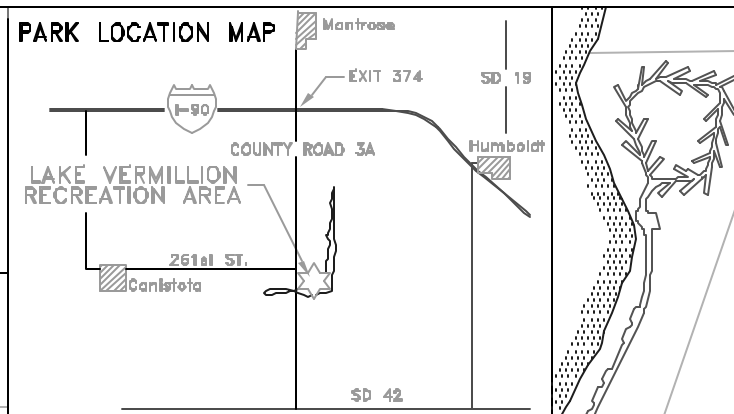 PARK LOCATION MAP
Montrose
EXIT 374
SD 19
I-90
COUNTY ROAD 3A
Humboldt
LAKE VERMILLION
RECREATION AREA
261st ST.
Canistota
SD 42